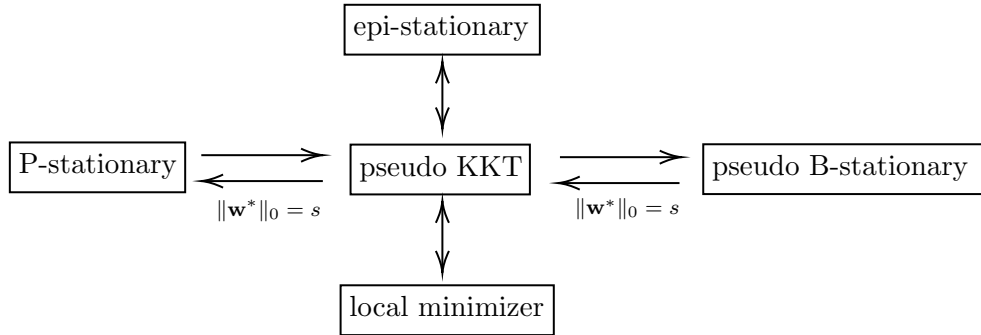 epi-stationary
P-stationary
pseudo KKT
pseudo B-stationary
‖w*‖₀ = s
‖w*‖₀ = s
local minimizer